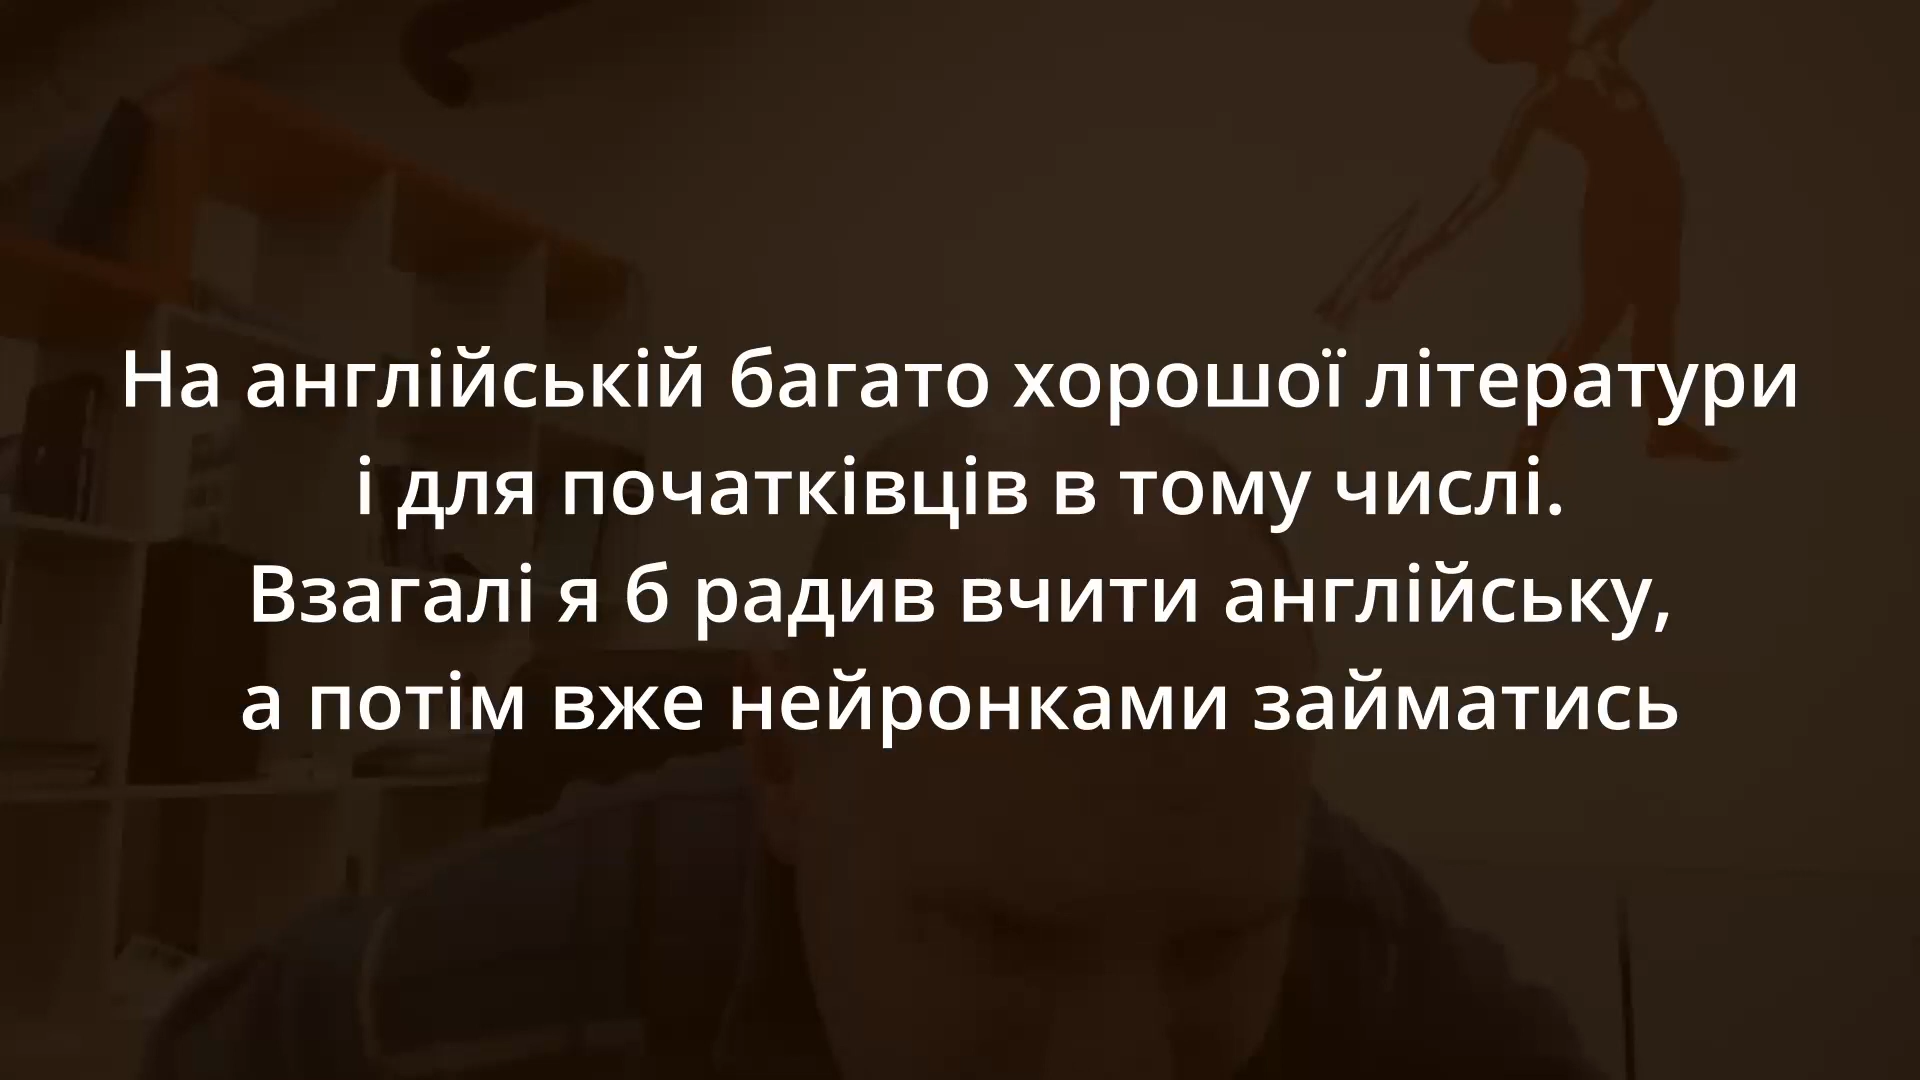 На англійській багато хорошої літератури
і для початківців в тому числі.
Взагалі я б радив вчити англійську,
а потім вже нейронками займатись